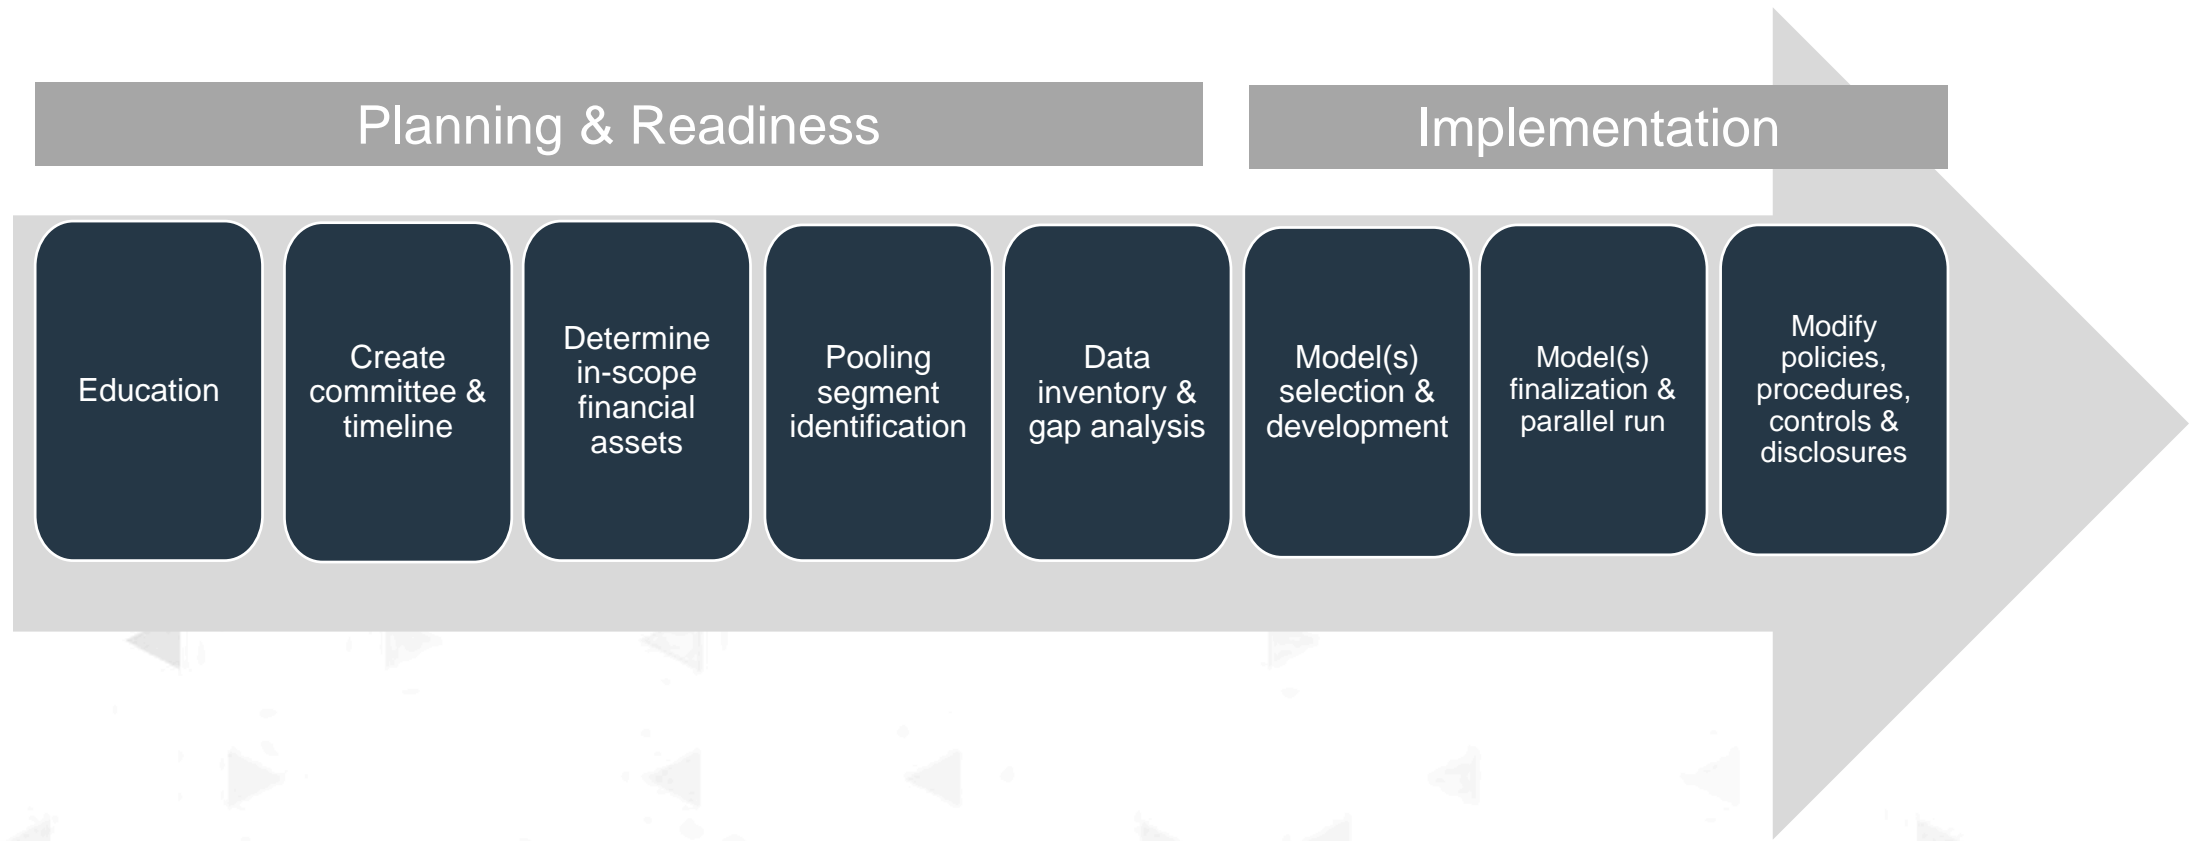 Planning & Readiness
Implementation
Education
Create
committee &
timeline
Determine
in-scope
financial
assets
Pooling
segment
identification
Data
inventory &
gap analysis
Model(s)
selection &
development
Model(s)
finalization &
parallel run
Modify
policies,
procedures,
controls &
disclosures